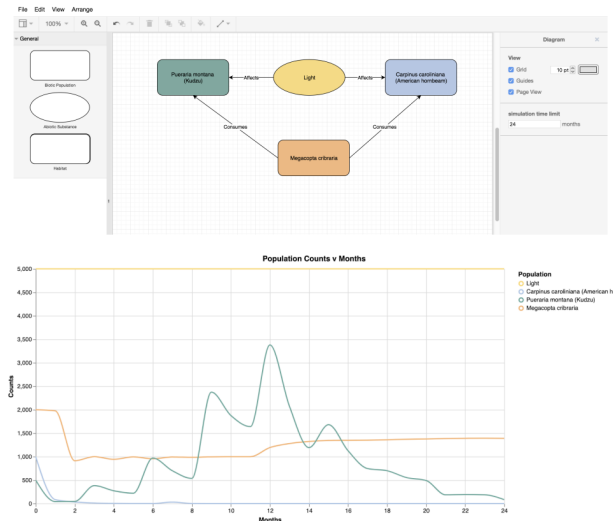 File Edit View Arrange
100%
General
Biotic Population
Abiotic Substance
Habitat
Pueraria montana
(Kudzu)
Affects
Light
Affects
Carpinus caroliniana
(American hornbeam)
Consumes
Consumes
Megacopta cribraria
Diagram
View
Grid 10 pt
Guides
Page View
simulation time limit
24 months
Population Counts v Months
5,000
4,500
4,000
3,500
3,000
2,500
2,000
1,500
1,000
500
0
Counts
0 2 4 6 8 10 12 14 16 18 20 22 24
Months
Population
Light
Carpinus caroliniana (American h
Pueraria montana (Kudzu)
Megacopta cribraria